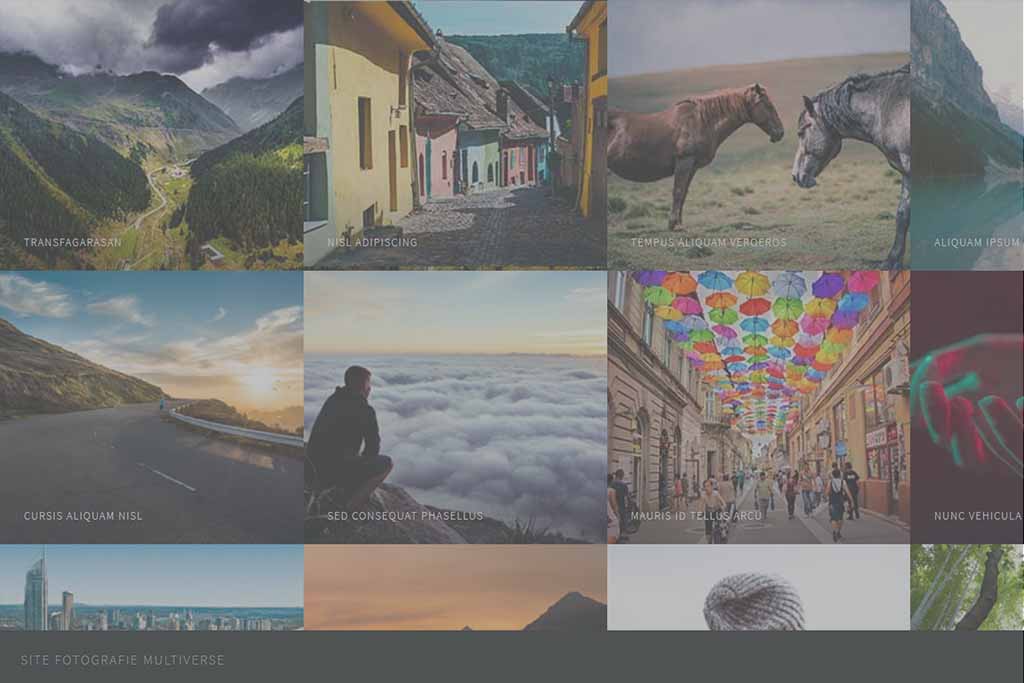 TRANSFAGARASAN
NISL ADIPISCING
TEMPUS ALIQUAM VEROEROS
ALIQUAM IPSUM
CURSIS ALIQUAM NISL
SED CONSEQUAT PHASELLUS
MAURIS ID TELLUS ARCU
NUNC VEHICULA
SITE FOTOGRAFIE MULTIVERSE